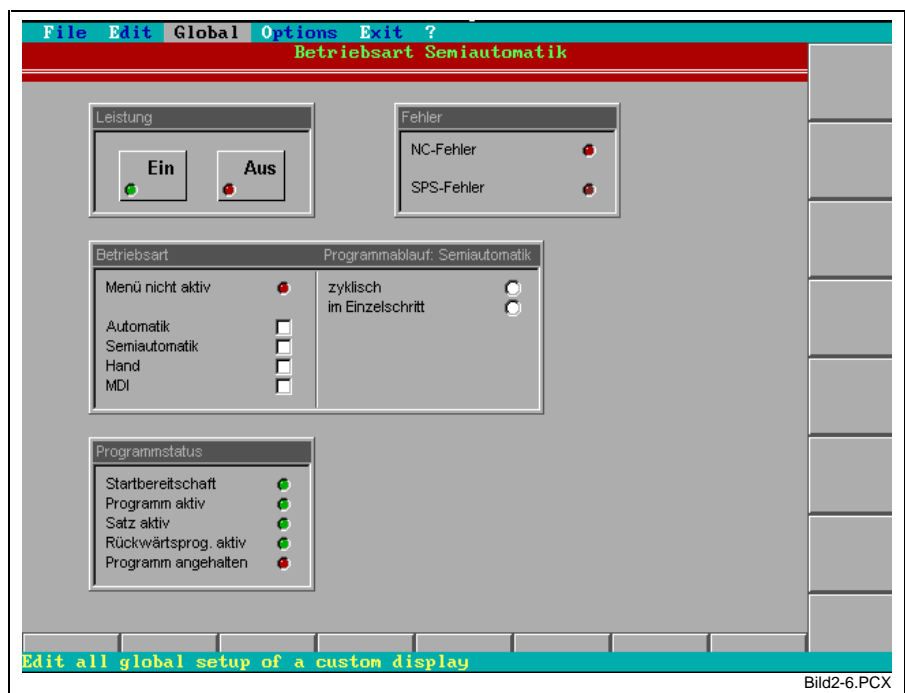 File Edit Global Options Exit ?
Betriebsart Semiautomatik
Leistung
Ein Aus
Fehler
NC-Fehler
SPS-Fehler
Betriebsart Programmablauf: Semiautomatik
Menü nicht aktiv zyklisch
im Einzelschritt
Automatik
Semiautomatik
Hand
MDI
Programmstatus
Startbereitschaft
Programm aktiv
Satz aktiv
Rückwärtsprog. aktiv
Programm angehalten
Edit all global setup of a custom display
Bild2-6.PCX